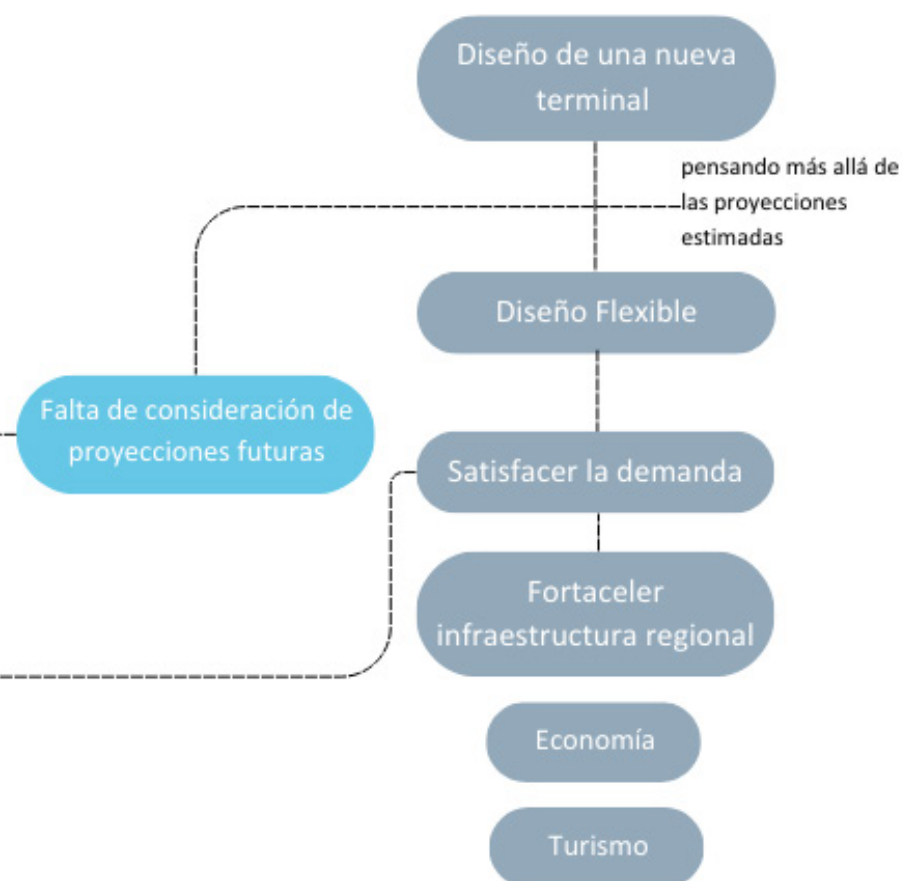 Diseño de una nueva
terminal
pensando más allá de
las proyecciones
estimadas
Diseño Flexible
Falta de consideración de
proyecciones futuras
Satisfacer la demanda
Fortaceler
infraestructura regional
Economía
Turismo